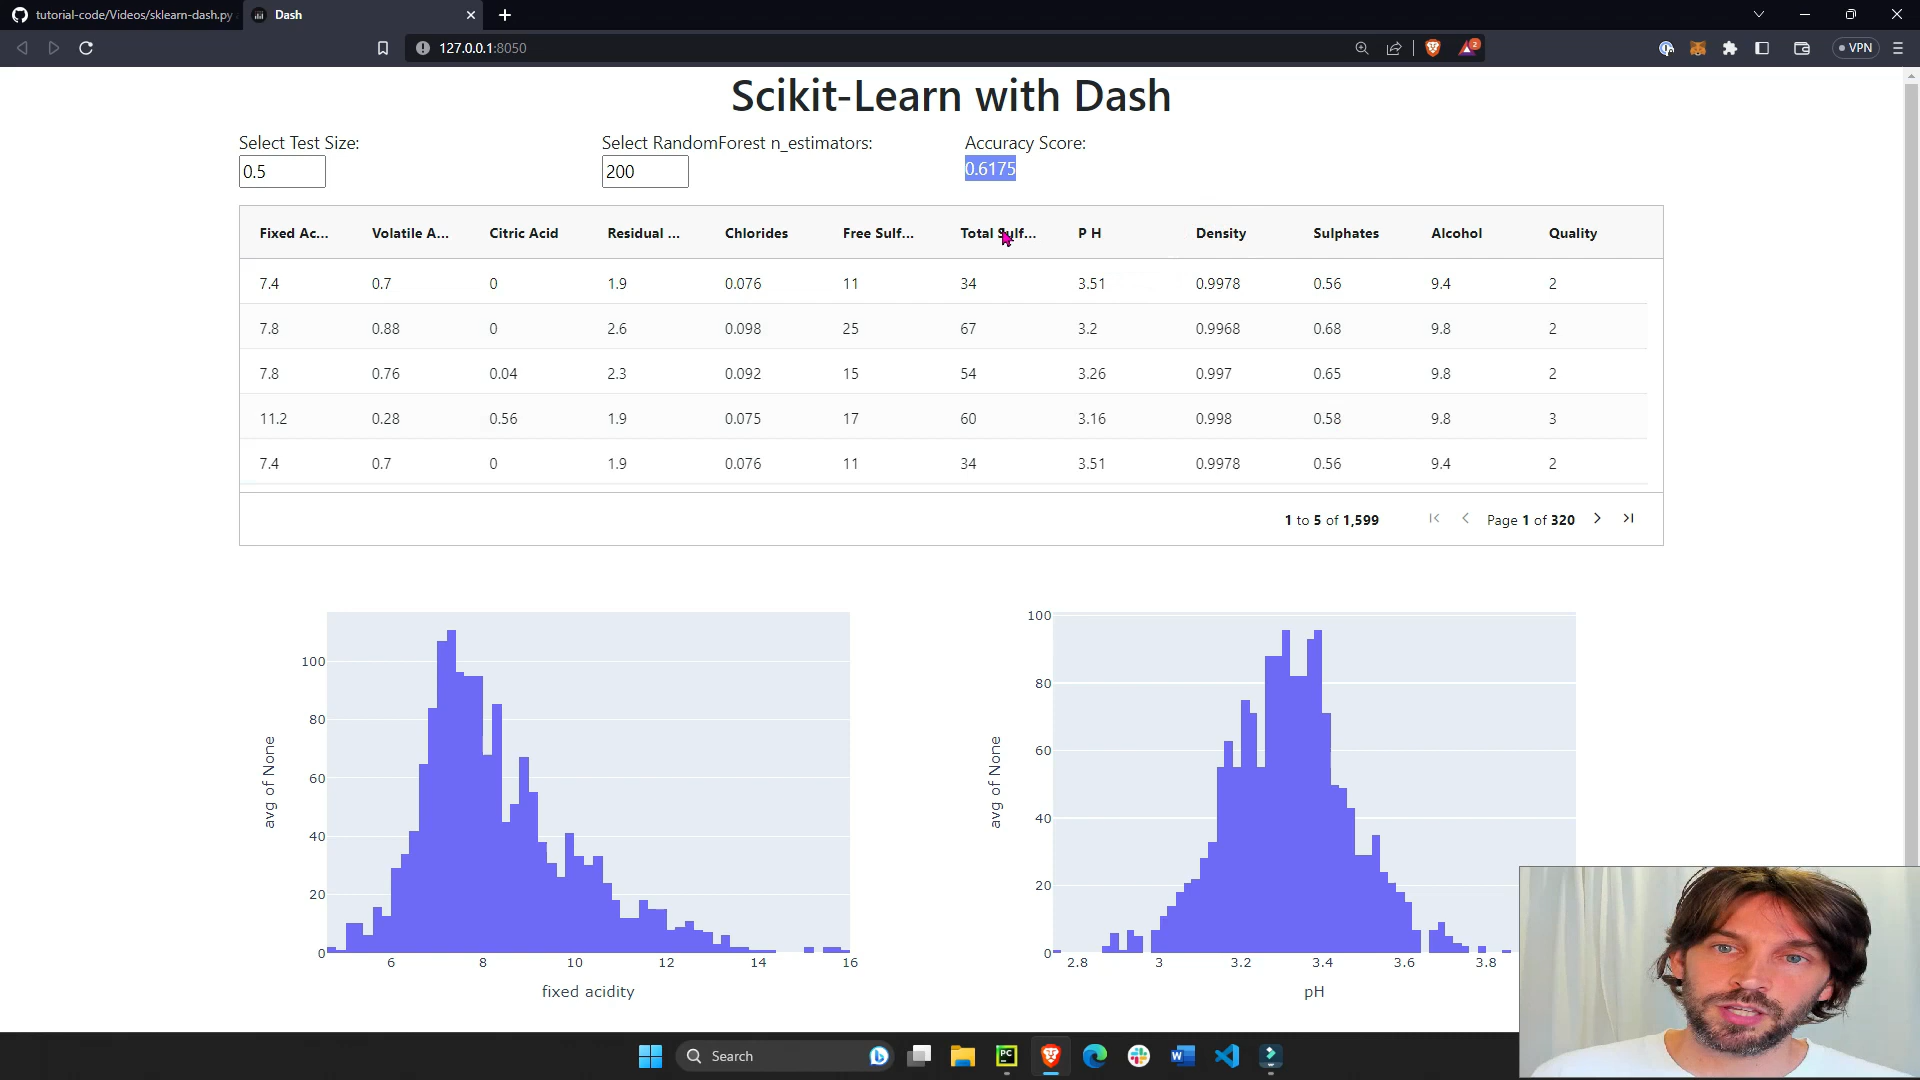 tutorial-code/Videos/sklearn-dash.py
Dash
127.0.0.1:8050
2
VPN
Scikit-Learn with Dash
Select Test Size:
0.5
Select RandomForest n_estimators:
200
Accuracy Score:
0.6175
Fixed Ac... Volatile A... Citric Acid Residual ... Chlorides Free Sulf... Total Sulf... P H Density Sulphates Alcohol Quality
7.4 0.7 0 1.9 0.076 11 34 3.51 0.9978 0.56 9.4 2
7.8 0.88 0 2.6 0.098 25 67 3.2 0.9968 0.68 9.8 2
7.8 0.76 0.04 2.3 0.092 15 54 3.26 0.997 0.65 9.8 2
11.2 0.28 0.56 1.9 0.075 17 60 3.16 0.998 0.58 9.8 3
7.4 0.7 0 1.9 0.076 11 34 3.51 0.9978 0.56 9.4 2
1 to 5 of 1,599 Page 1 of 320
100
80
60
40
20
0
avg of None
6 8 10 12 14 16
fixed acidity
100
80
60
40
20
0
avg of None
2.8 3 3.2 3.4 3.6 3.8
pH
Search
PC
W